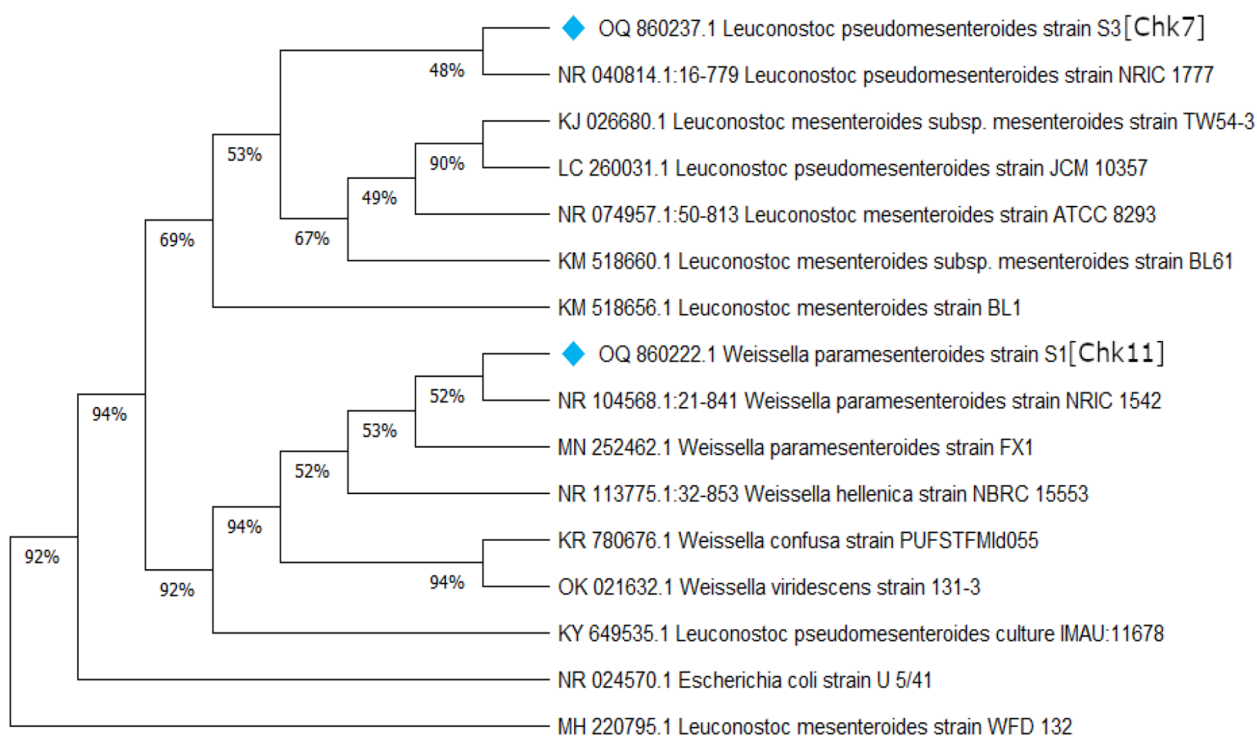 OQ 860237.1 Leuconostoc pseudomesenteroides strain S3[Chk7]
48%
NR 040814.1:16-779 Leuconostoc pseudomesenteroides strain NRIC 1777
KJ 026680.1 Leuconostoc mesenteroides subsp. mesenteroides strain TW54-3
53%
90%
LC 260031.1 Leuconostoc pseudomesenteroides strain JCM 10357
49%
NR 074957.1:50-813 Leuconostoc mesenteroides strain ATCC 8293
69%
67%
KM 518660.1 Leuconostoc mesenteroides subsp. mesenteroides strain BL61
KM 518656.1 Leuconostoc mesenteroides strain BL1
OQ 860222.1 Weissella paramesenteroides strain S1[Chk11]
52%
NR 104568.1:21-841 Weissella paramesenteroides strain NRIC 1542
94%
53%
MN 252462.1 Weissella paramesenteroides strain FX1
52%
NR 113775.1:32-853 Weissella hellenica strain NBRC 15553
94%
KR 780676.1 Weissella confusa strain PUFSTFMId055
92%
92%
94%
OK 021632.1 Weissella viridescens strain 131-3
KY 649535.1 Leuconostoc pseudomesenteroides culture IMAU:11678
NR 024570.1 Escherichia coli strain U 5/41
MH 220795.1 Leuconostoc mesenteroides strain WFD 132